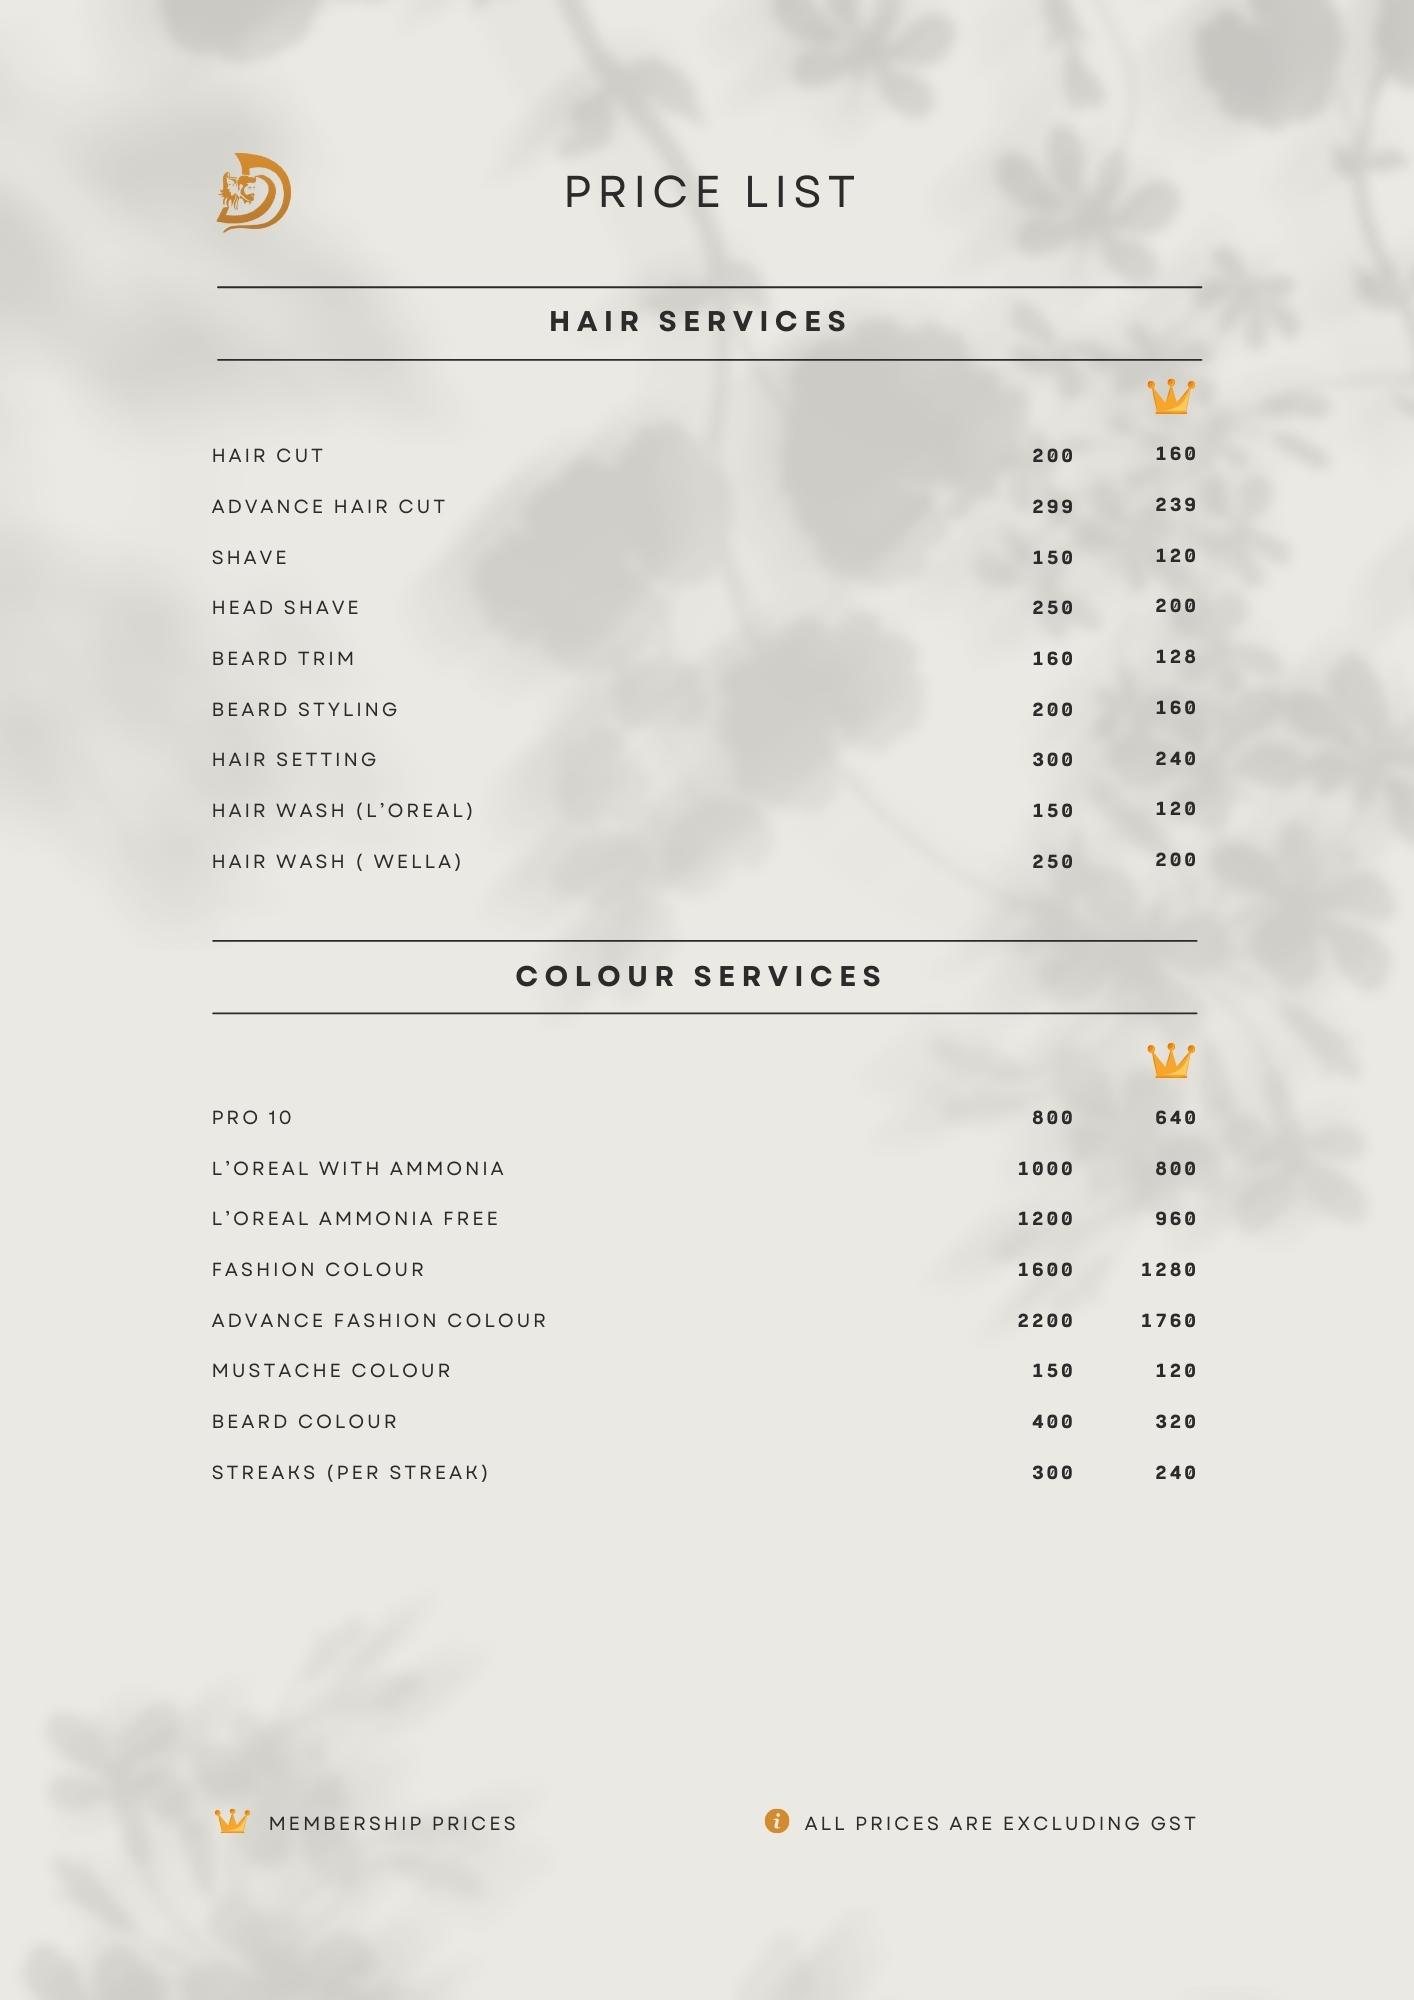 PRICE LIST
HAIR SERVICES
HAIR CUT 200 160
ADVANCE HAIR CUT 299 239
SHAVE 150 120
HEAD SHAVE 250 200
BEARD TRIM 160 128
BEARD STYLING 200 160
HAIR SETTING 300 240
HAIR WASH (L’OREAL) 150 120
HAIR WASH ( WELLA) 250 200
COLOUR SERVICES
PRO 10 800 640
L’OREAL WITH AMMONIA 1000 800
L’OREAL AMMONIA FREE 1200 960
FASHION COLOUR 1600 1280
ADVANCE FASHION COLOUR 2200 1760
MUSTACHE COLOUR 150 120
BEARD COLOUR 400 320
STREAKS (PER STREAK) 300 240
MEMBERSHIP PRICES i ALL PRICES ARE EXCLUDING GST